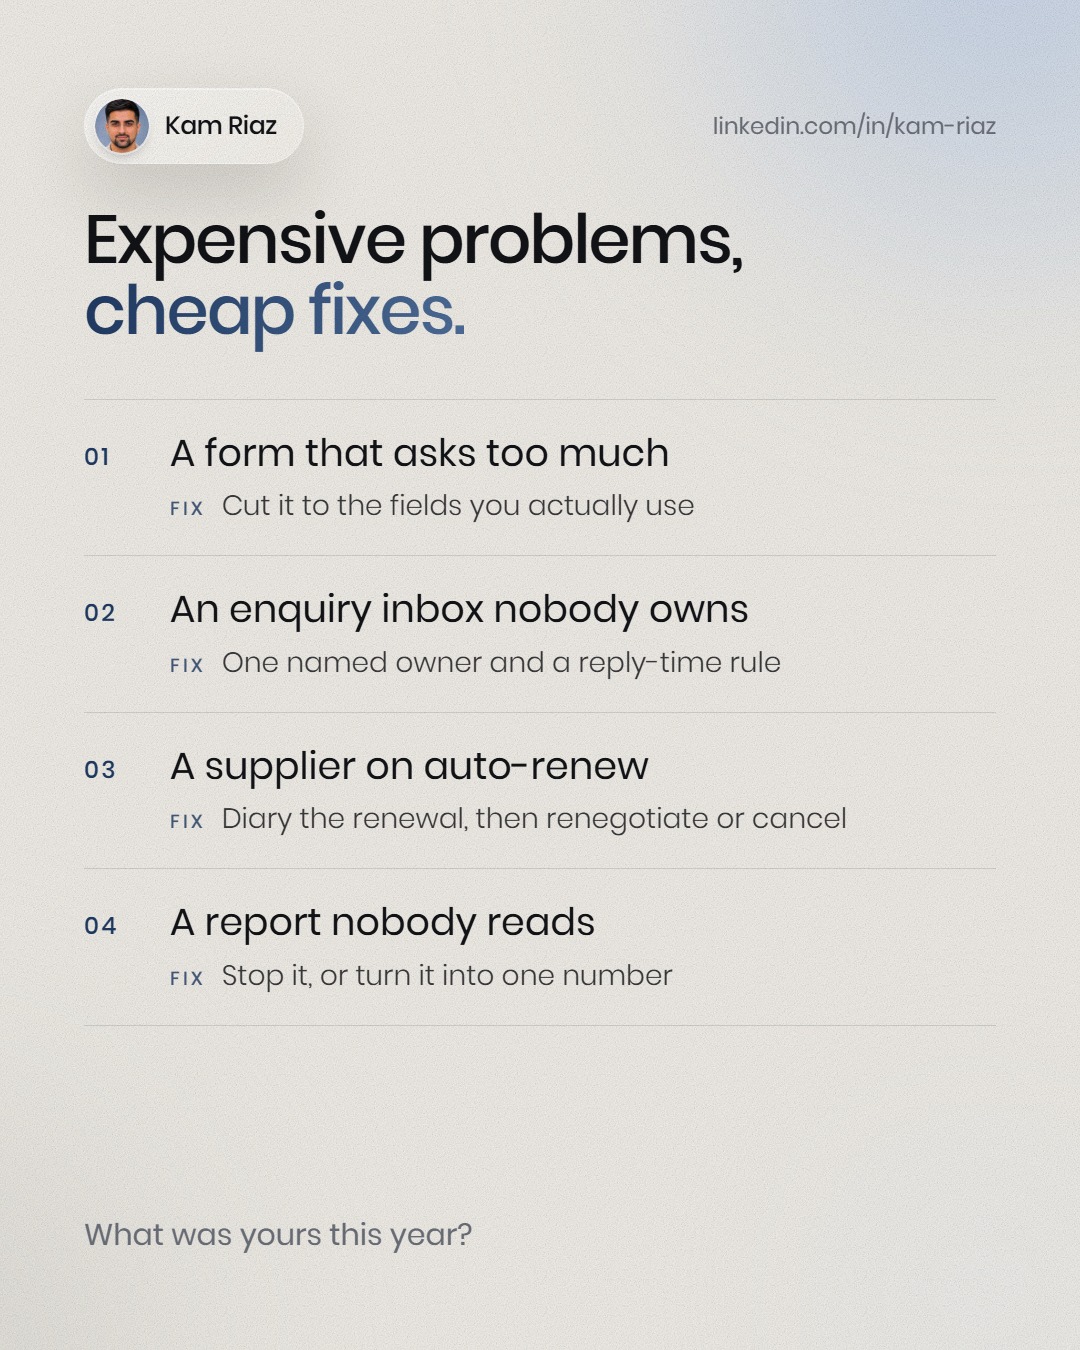 Kam Riaz
linkedin.com/in/kam-riaz
Expensive problems,
cheap fixes.
01 A form that asks too much
FIX Cut it to the fields you actually use
02 An enquiry inbox nobody owns
FIX One named owner and a reply-time rule
03 A supplier on auto-renew
FIX Diary the renewal, then renegotiate or cancel
04 A report nobody reads
FIX Stop it, or turn it into one number
What was yours this year?